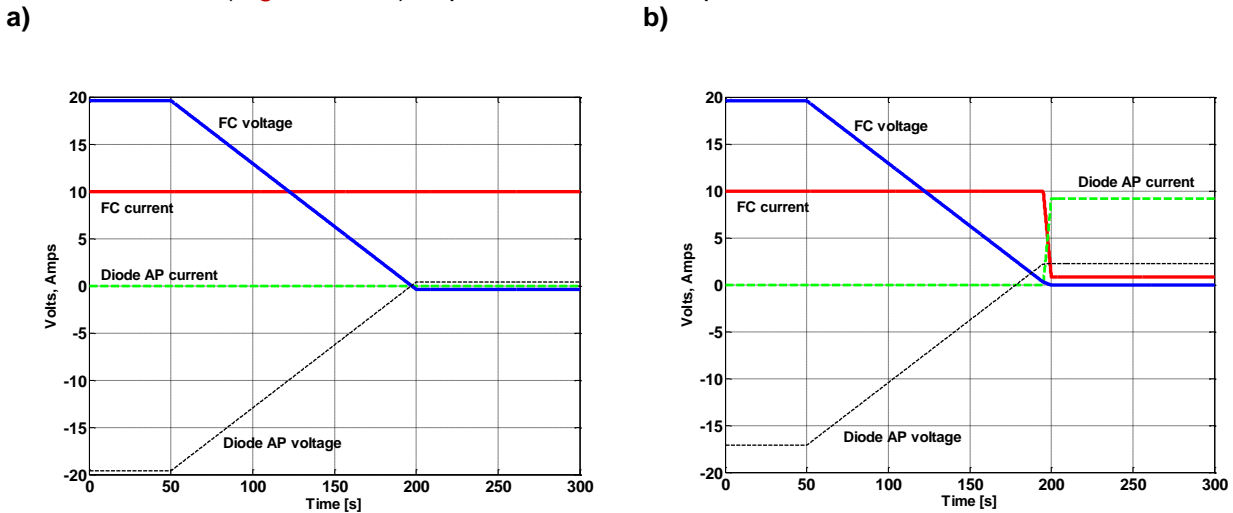 a)
20
15
10
5
0
-5
-10
-15
-20
Volts, Amps
FC voltage
FC current
Diode AP current
Diode AP voltage
0 50 100 150 200 250 300
Time [s]
b)
20
15
10
5
0
-5
-10
-15
-20
Volts, Amps
FC voltage
Diode AP current
FC current
Diode AP voltage
0 50 100 150 200 250 300
Time [s]